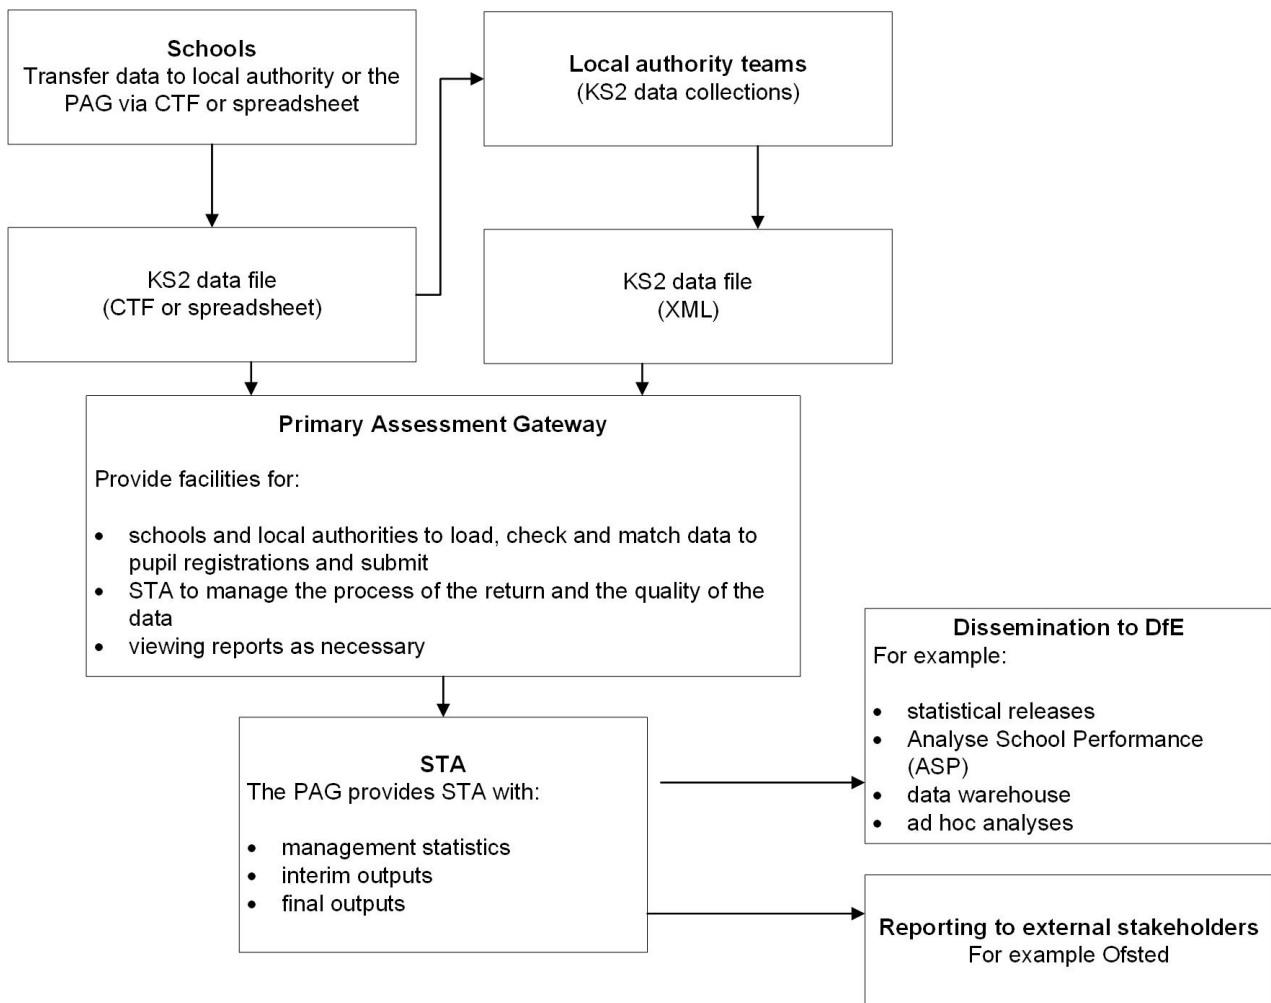 Schools
Transfer data to local authority or the
PAG via CTF or spreadsheet
Local authority teams
(KS2 data collections)
KS2 data file
(CTF or spreadsheet)
KS2 data file
(XML)
Primary Assessment Gateway
Provide facilities for:
• schools and local authorities to load, check and match data to
pupil registrations and submit
• STA to manage the process of the return and the quality of the
data
• viewing reports as necessary
STA
The PAG provides STA with:
• management statistics
• interim outputs
• final outputs
Dissemination to DfE
For example:
• statistical releases
• Analyse School Performance
(ASP)
• data warehouse
• ad hoc analyses
Reporting to external stakeholders
For example Ofsted